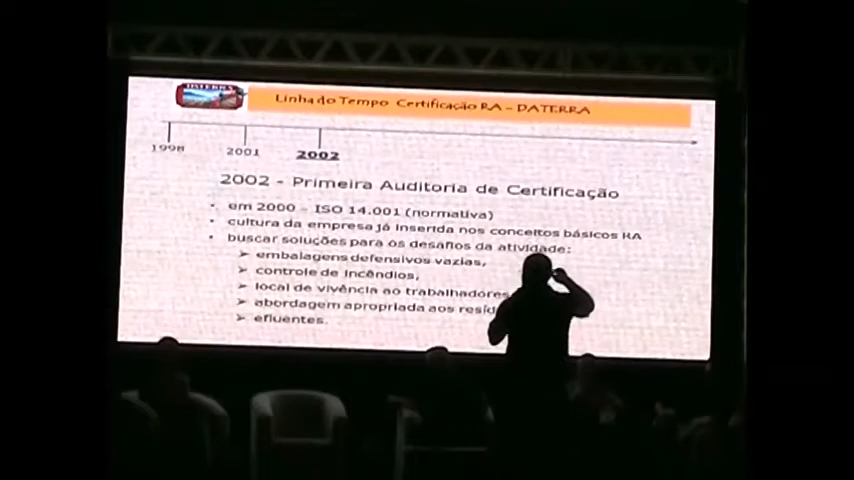 DATERRA
Linha do Tempo Certificação RA - DATERRA
1998
2001
2002
2002 - Primeira Auditoria de Certificação
• em 2000 - ISO 14.001 (normativa)
• cultura da empresa já inserida nos conceitos básicos RA
• buscar soluções para os desafios da atividade:
➢ embalagens defensivos vazias,
➢ controle de incêndios,
➢ local de vivência ao trabalhadores
➢ abordagem apropriada aos
➢ efluentes.